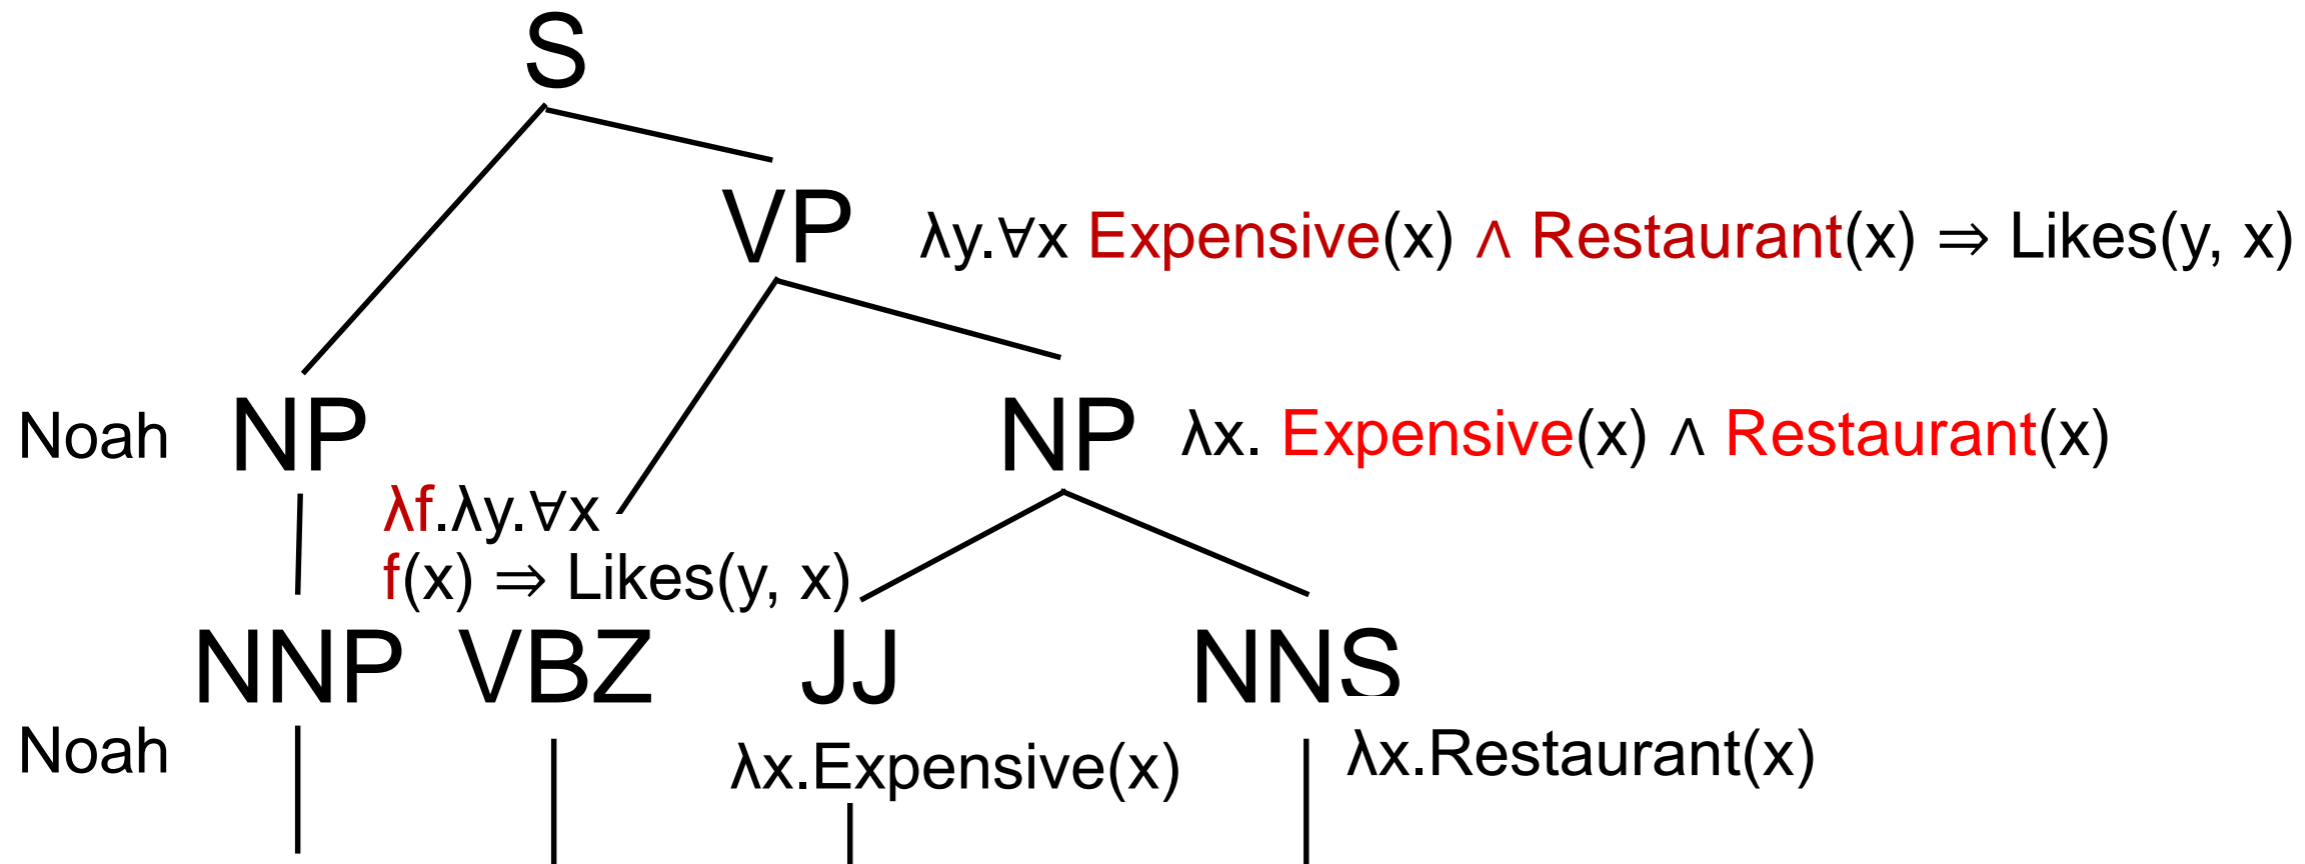 S
VP λy.∀x Expensive(x) ∧ Restaurant(x) ⇒ Likes(y, x)
Noah NP NP λx. Expensive(x) ∧ Restaurant(x)
λf.λy.∀x
f(x) ⇒ Likes(y, x)
NNP VBZ JJ NNS
Noah λx.Expensive(x) λx.Restaurant(x)